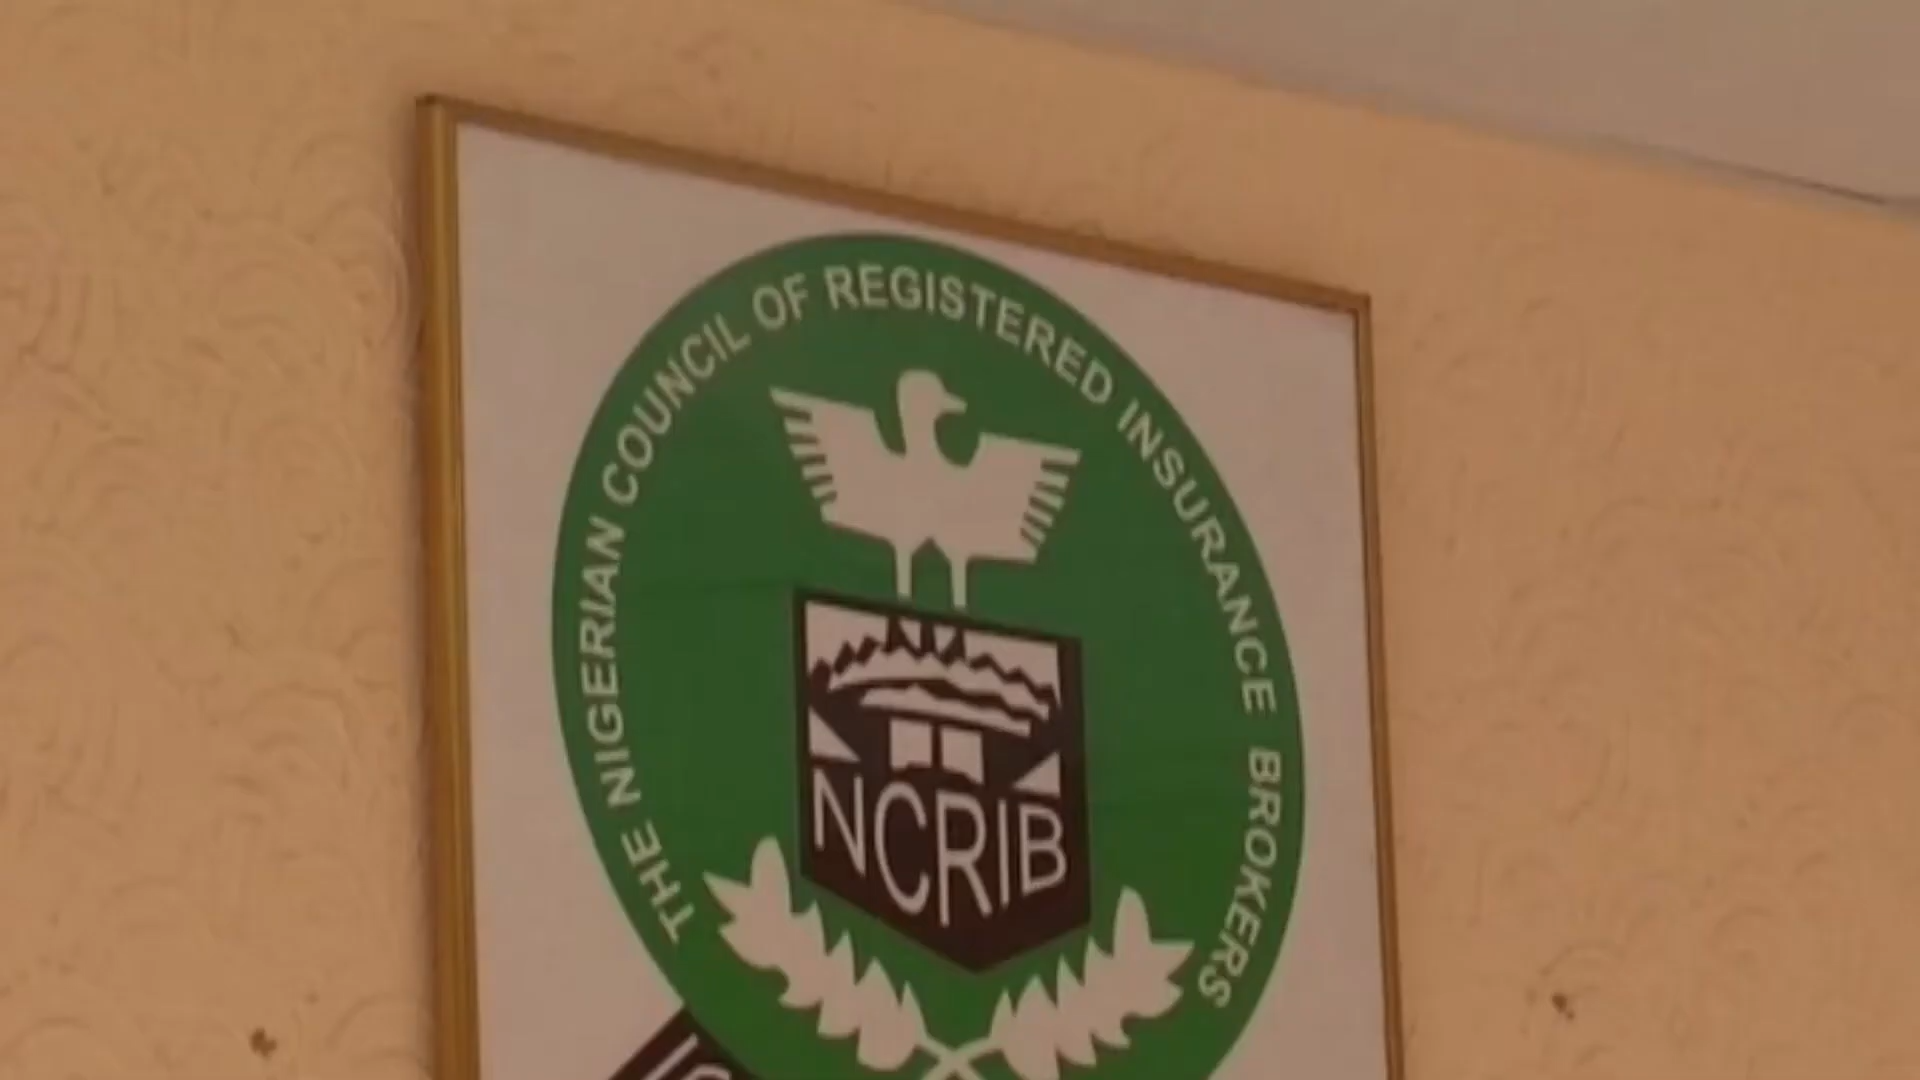 THE NIGERIAN COUNCIL OF REGISTERED INSURANCE BROKERS
NCRIB